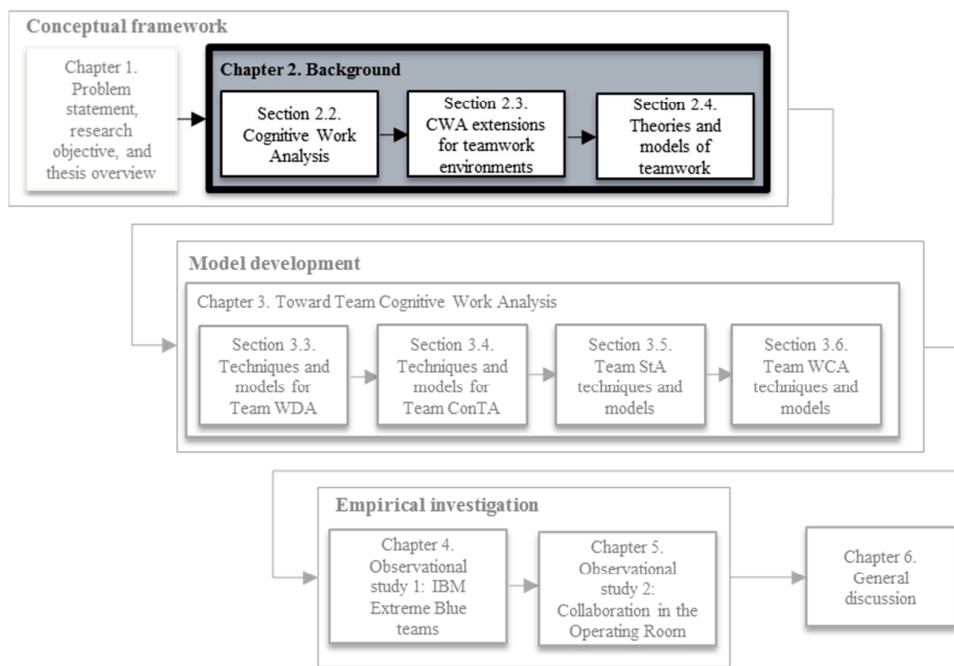 Conceptual framework
Chapter 1.
Problem
statement,
research
objective, and
thesis overview
Chapter 2. Background
Section 2.2.
Cognitive Work
Analysis
Section 2.3.
CWA extensions
for teamwork
environments
Section 2.4.
Theories and
models of
teamwork
Model development
Chapter 3. Toward Team Cognitive Work Analysis
Section 3.3.
Techniques and
models for
Team WDA
Section 3.4.
Techniques and
models for
Team ConTA
Section 3.5.
Team StA
techniques and
models
Section 3.6.
Team WCA
techniques and
models
Empirical investigation
Chapter 4.
Observational
study 1: IBM
Extreme Blue
teams
Chapter 5.
Observational
study 2:
Collaboration in the
Operating Room
Chapter 6.
General
discussion